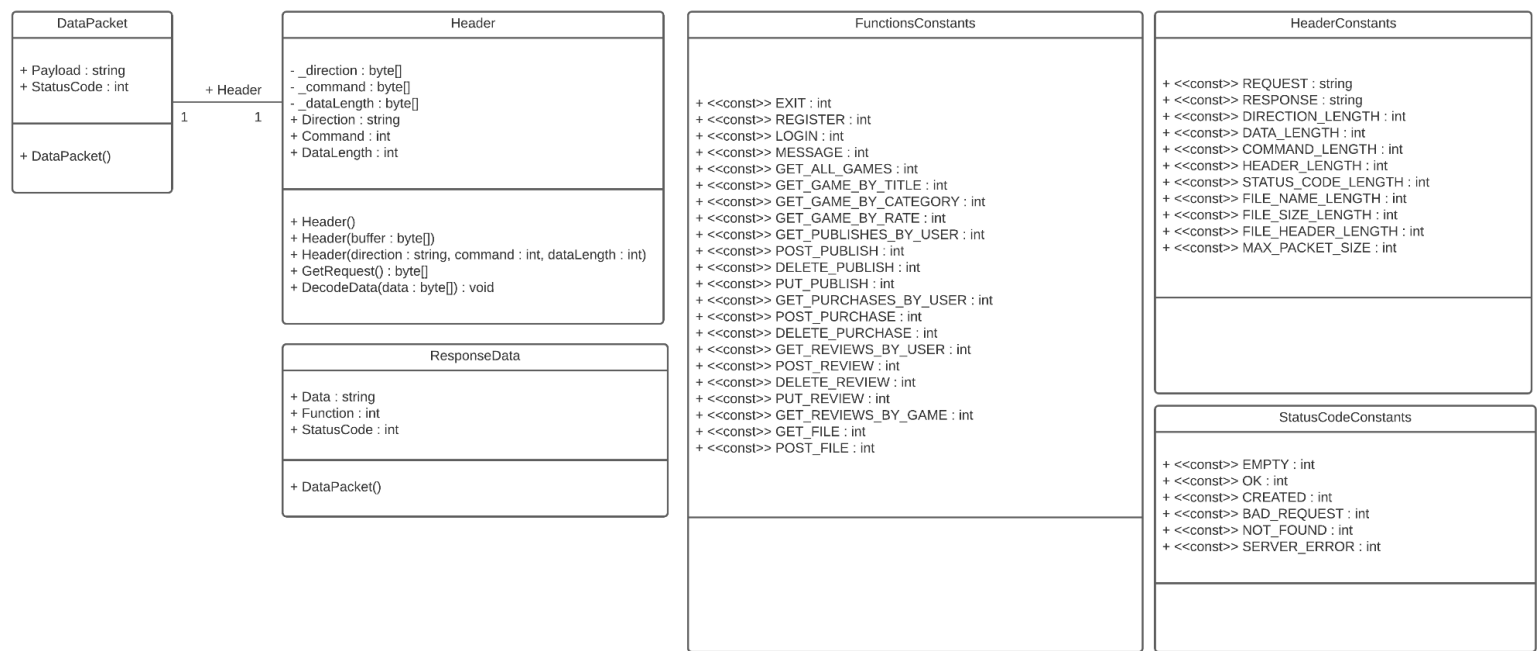 DataPacket
+ Payload : string
+ StatusCode : int
+ DataPacket()
+ Header
1
1
Header
- _direction : byte[]
- _command : byte[]
- _dataLength : byte[]
+ Direction : string
+ Command : int
+ DataLength : int
+ Header()
+ Header(buffer : byte[])
+ Header(direction : string, command : int, dataLength : int)
+ GetRequest() : byte[]
+ DecodeData(data : byte[]) : void
ResponseData
+ Data : string
+ Function : int
+ StatusCode : int
+ DataPacket()
FunctionsConstants
+ <<const>> EXIT : int
+ <<const>> REGISTER : int
+ <<const>> LOGIN : int
+ <<const>> MESSAGE : int
+ <<const>> GET_ALL_GAMES : int
+ <<const>> GET_GAME_BY_TITLE : int
+ <<const>> GET_GAME_BY_CATEGORY : int
+ <<const>> GET_GAME_BY_RATE : int
+ <<const>> GET_PUBLISHES_BY_USER : int
+ <<const>> POST_PUBLISH : int
+ <<const>> DELETE_PUBLISH : int
+ <<const>> PUT_PUBLISH : int
+ <<const>> GET_PURCHASES_BY_USER : int
+ <<const>> POST_PURCHASE : int
+ <<const>> DELETE_PURCHASE : int
+ <<const>> GET_REVIEWS_BY_USER : int
+ <<const>> POST_REVIEW : int
+ <<const>> DELETE_REVIEW : int
+ <<const>> PUT_REVIEW : int
+ <<const>> GET_REVIEWS_BY_GAME : int
+ <<const>> GET_FILE : int
+ <<const>> POST_FILE : int
HeaderConstants
+ <<const>> REQUEST : string
+ <<const>> RESPONSE : string
+ <<const>> DIRECTION_LENGTH : int
+ <<const>> DATA_LENGTH : int
+ <<const>> COMMAND_LENGTH : int
+ <<const>> HEADER_LENGTH : int
+ <<const>> STATUS_CODE_LENGTH : int
+ <<const>> FILE_NAME_LENGTH : int
+ <<const>> FILE_SIZE_LENGTH : int
+ <<const>> FILE_HEADER_LENGTH : int
+ <<const>> MAX_PACKET_SIZE : int
StatusCodeConstants
+ <<const>> EMPTY : int
+ <<const>> OK : int
+ <<const>> CREATED : int
+ <<const>> BAD_REQUEST : int
+ <<const>> NOT_FOUND : int
+ <<const>> SERVER_ERROR : int